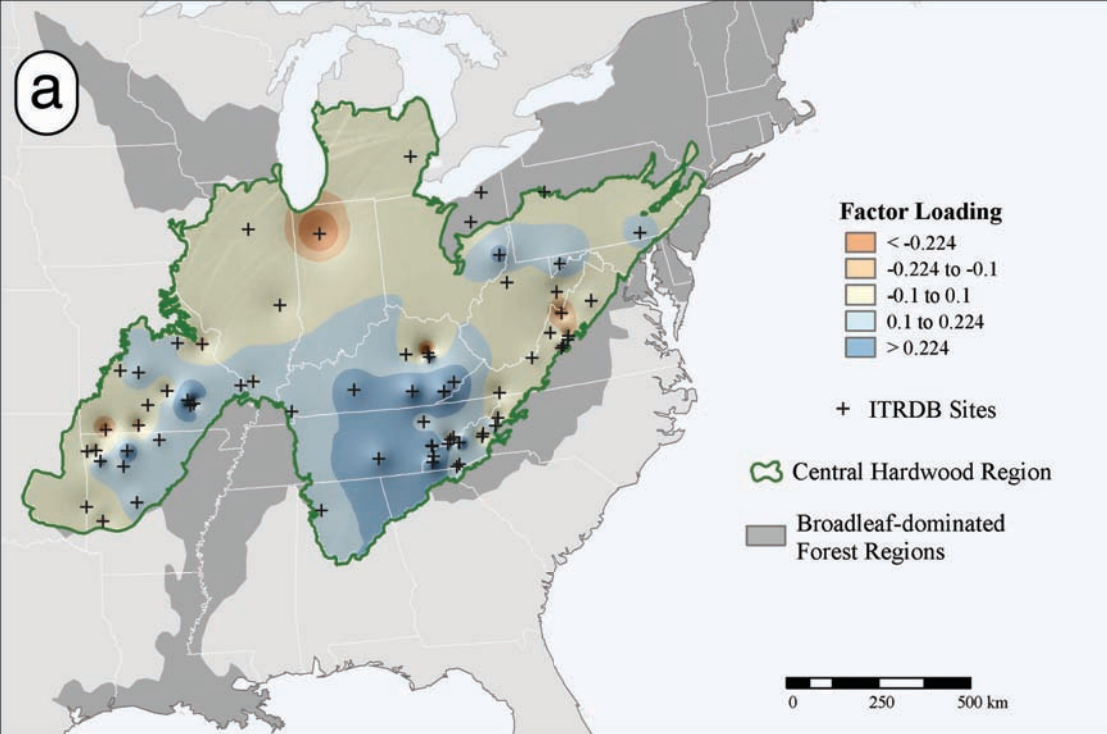 a
Factor Loading
< -0.224
-0.224 to -0.1
-0.1 to 0.1
0.1 to 0.224
> 0.224
ITRDB Sites
Central Hardwood Region
Broadleaf-dominated
Forest Regions
0 250 500 km